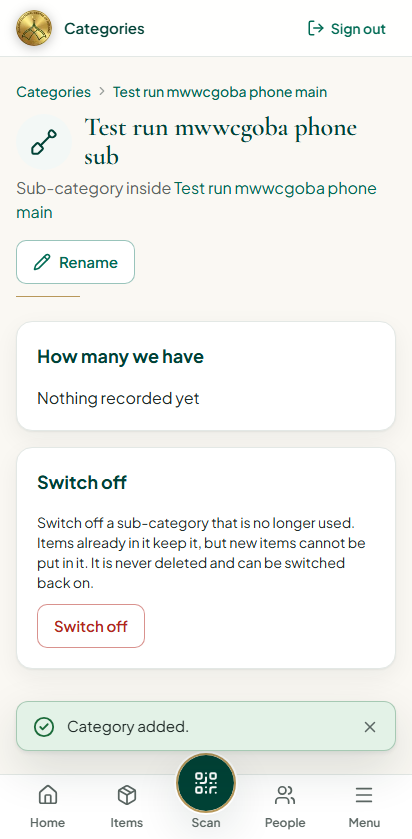 Categories
Sign out
Categories > Test run mwwcgoba phone main
Test run mwwcgoba phone
sub
Sub-category inside Test run mwwcgoba phone
main
Rename
How many we have
Nothing recorded yet
Switch off
Switch off a sub-category that is no longer used.
Items already in it keep it, but new items cannot be
put in it. It is never deleted and can be switched
back on.
Switch off
Category added.
Home
Items
Scan
People
Menu